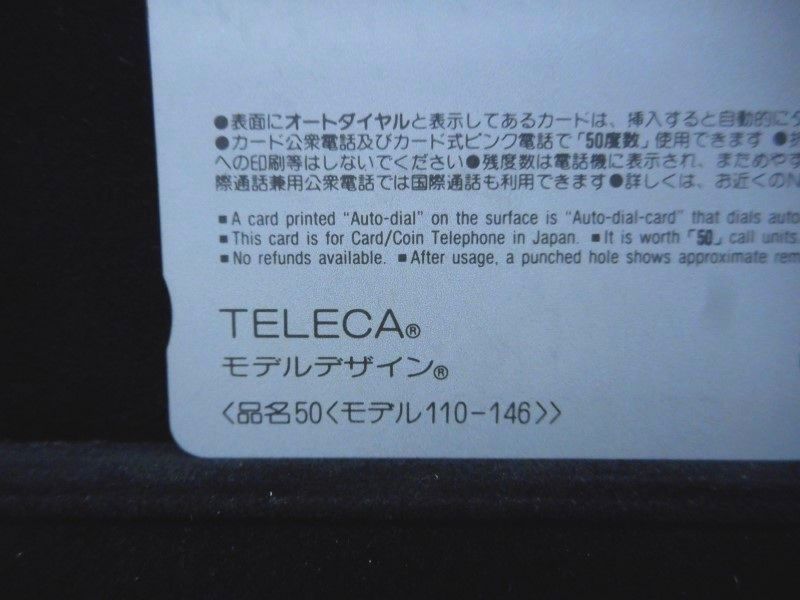 ●表面にオートダイヤルと表示してあるカードは、挿入すると自動的に
●カード公衆電話及びカード式ピンク電話で「50度数」使用できます ●
への印刷等はしないでください●残度数は電話機に表示され、まためや
際通話兼用公衆電話では国際通話も利用できます●詳しくは、お近くのN
■A card printed “Auto-dial” on the surface is “Auto-dial-card” that dials auto
■This card is for Card/Coin Telephone in Japan. ■It is worth「50」call units.
■No refunds available. ■After usage, a punched hole shows approximate rem
TELECA®
モデルデザイン®
〈品名50〈モデル110-146〉〉